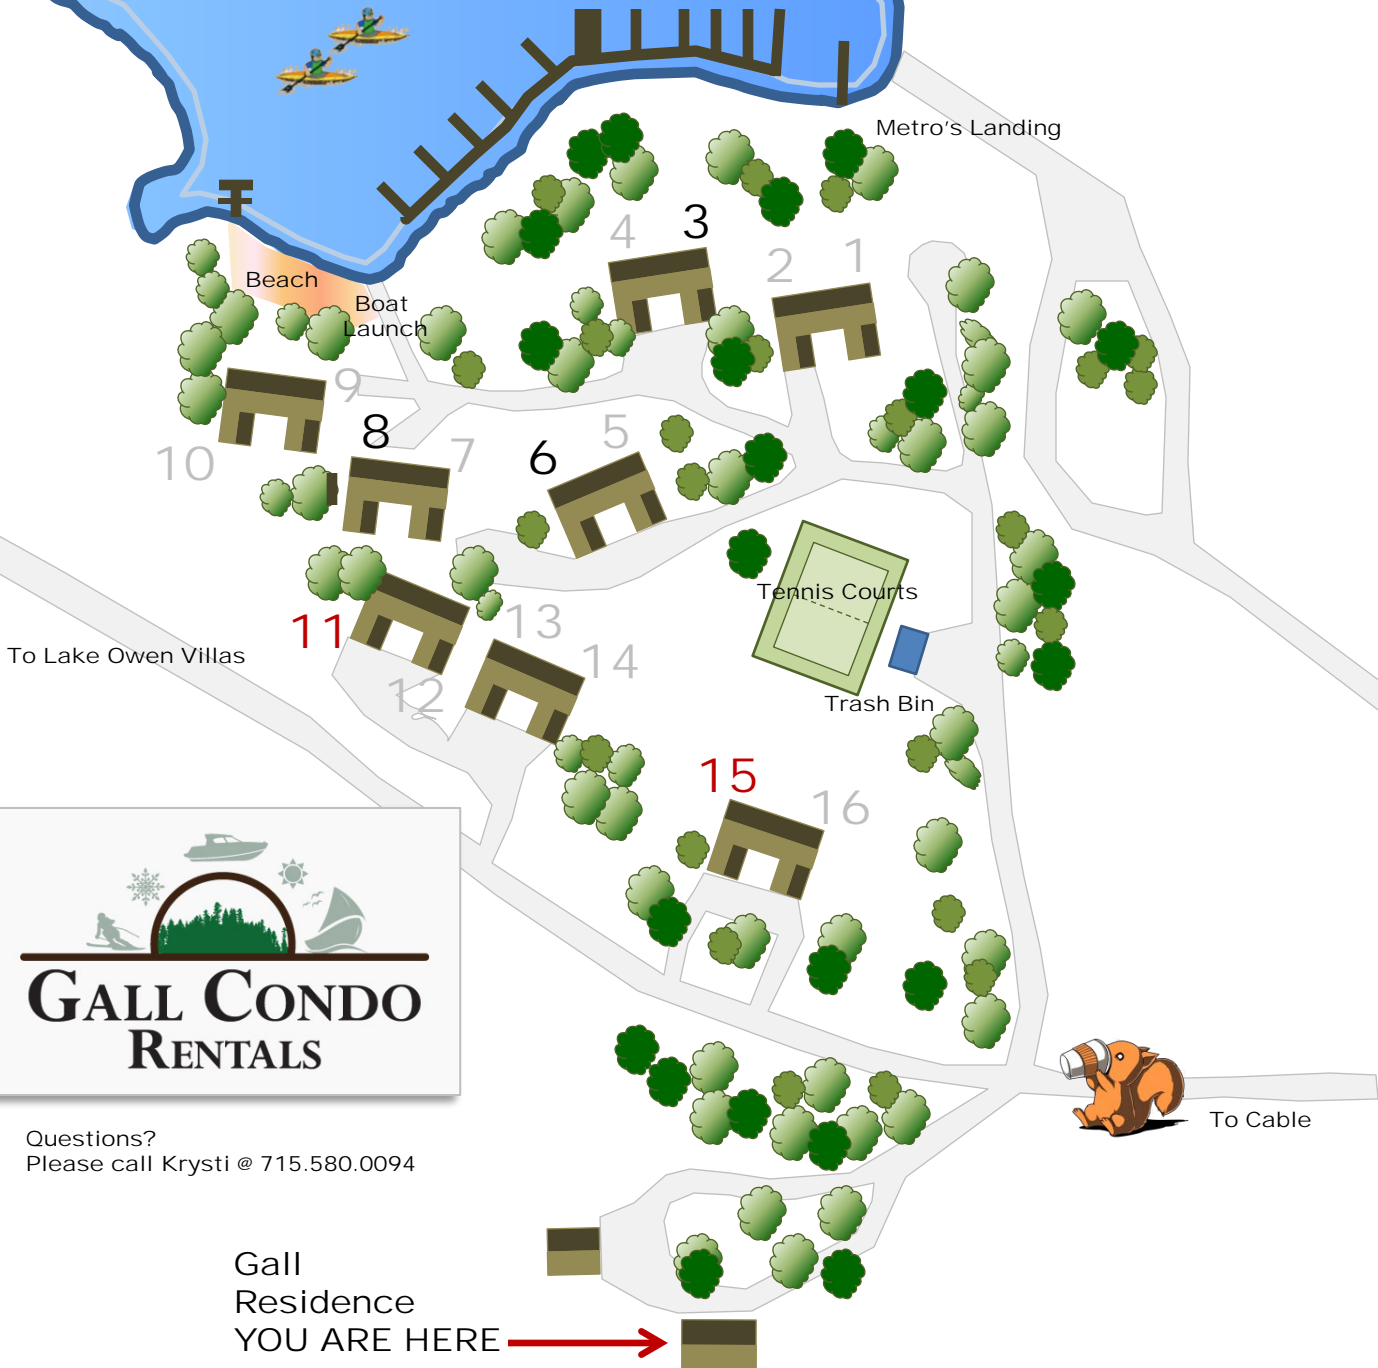 Metro's Landing
3
4
1
2
Beach
Boat
Launch
9
8
7
10
5
6
Tennis Courts
11
13
14
12
To Lake Owen Villas
Trash Bin
15
16
GALL CONDO
RENTALS
Questions?
Please call Krysti @ 715.580.0094
To Cable
Gall
Residence
YOU ARE HERE